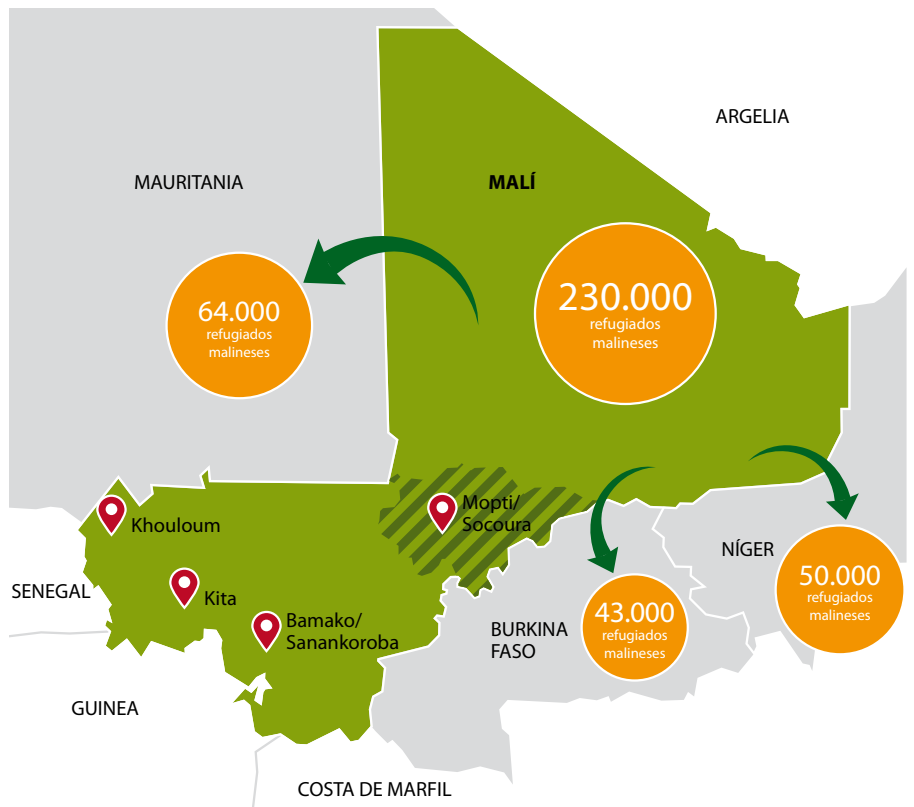 ARGELIA
MAURITANIA
MALÍ
230.000
refugiados
malineses
64.000
refugiados
malineses
Mopti/
Socoura
Khouloum
NÍGER
50.000
refugiados
malineses
SENEGAL
Kita
43.000
refugiados
malineses
Bamako/
Sanankoroba
BURKINA
FASO
GUINEA
COSTA DE MARFIL